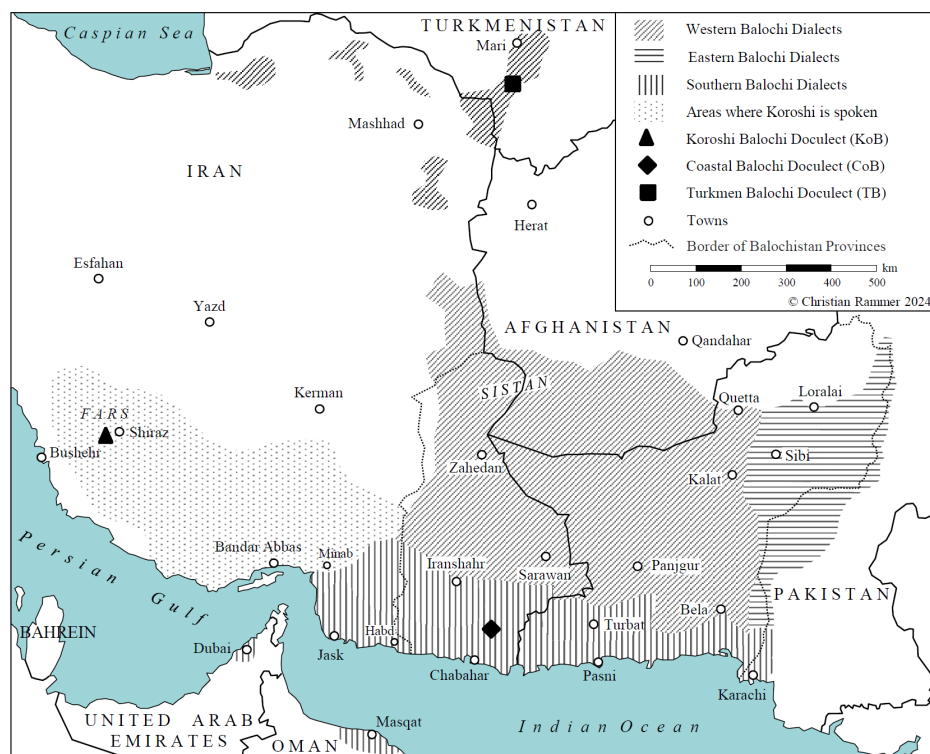 Caspian Sea
TURKMENISTAN
Mari
Mashhad
IRAN
Herat
Esfahan
Yazd
AFGHANISTAN
Qandahar
SISTAN
Kerman
Quetta
Loralai
FARS
Shiraz
Bushehr
Zahedan
Sibi
Kalat
Persian Gulf
Bandar Abbas
Minab
Iranshahr
Sarawan
Panjgur
PAKISTAN
Bela
BAHREIN
Dubai
Jask
Habd
Turbat
Chabahar
Pasni
Karachi
UNITED ARAB
EMIRATES
OMAN
Masqat
Indian Ocean
Western Balochi Dialects
Eastern Balochi Dialects
Southern Balochi Dialects
Areas where Koroshi is spoken
Koroshi Balochi Doculect (KoB)
Coastal Balochi Doculect (CoB)
Turkmen Balochi Doculect (TB)
Towns
Border of Balochistan Provinces
0 100 200 300 400 500 km
© Christian Rammer 2024